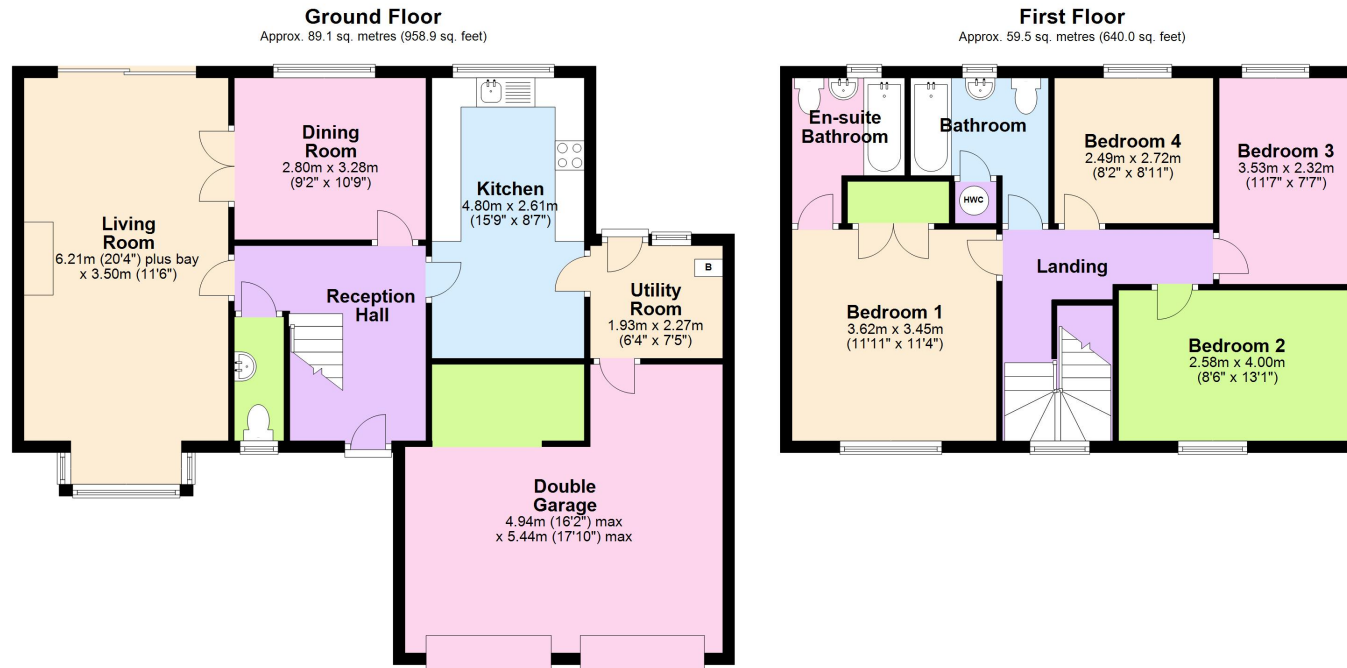 Ground Floor
Approx. 89.1 sq. metres (958.9 sq. feet)
Dining
Room
2.80m x 3.28m
(9'2" x 10'9")
Kitchen
4.80m x 2.61m
(15'9" x 8'7")
Living
Room
6.21m (20'4") plus bay
x 3.50m (11'6")
Reception
Hall
B
Utility
Room
1.93m x 2.27m
(6'4" x 7'5")
Double
Garage
4.94m (16'2") max
x 5.44m (17'10") max
First Floor
Approx. 59.5 sq. metres (640.0 sq. feet)
En-suite
Bathroom
Bathroom
HWC
Bedroom 4
2.49m x 2.72m
(8'2" x 8'11")
Bedroom 3
3.53m x 2.32m
(11'7" x 7'7")
Landing
Bedroom 1
3.62m x 3.45m
(11'11" x 11'4")
Bedroom 2
2.58m x 4.00m
(8'6" x 13'1")